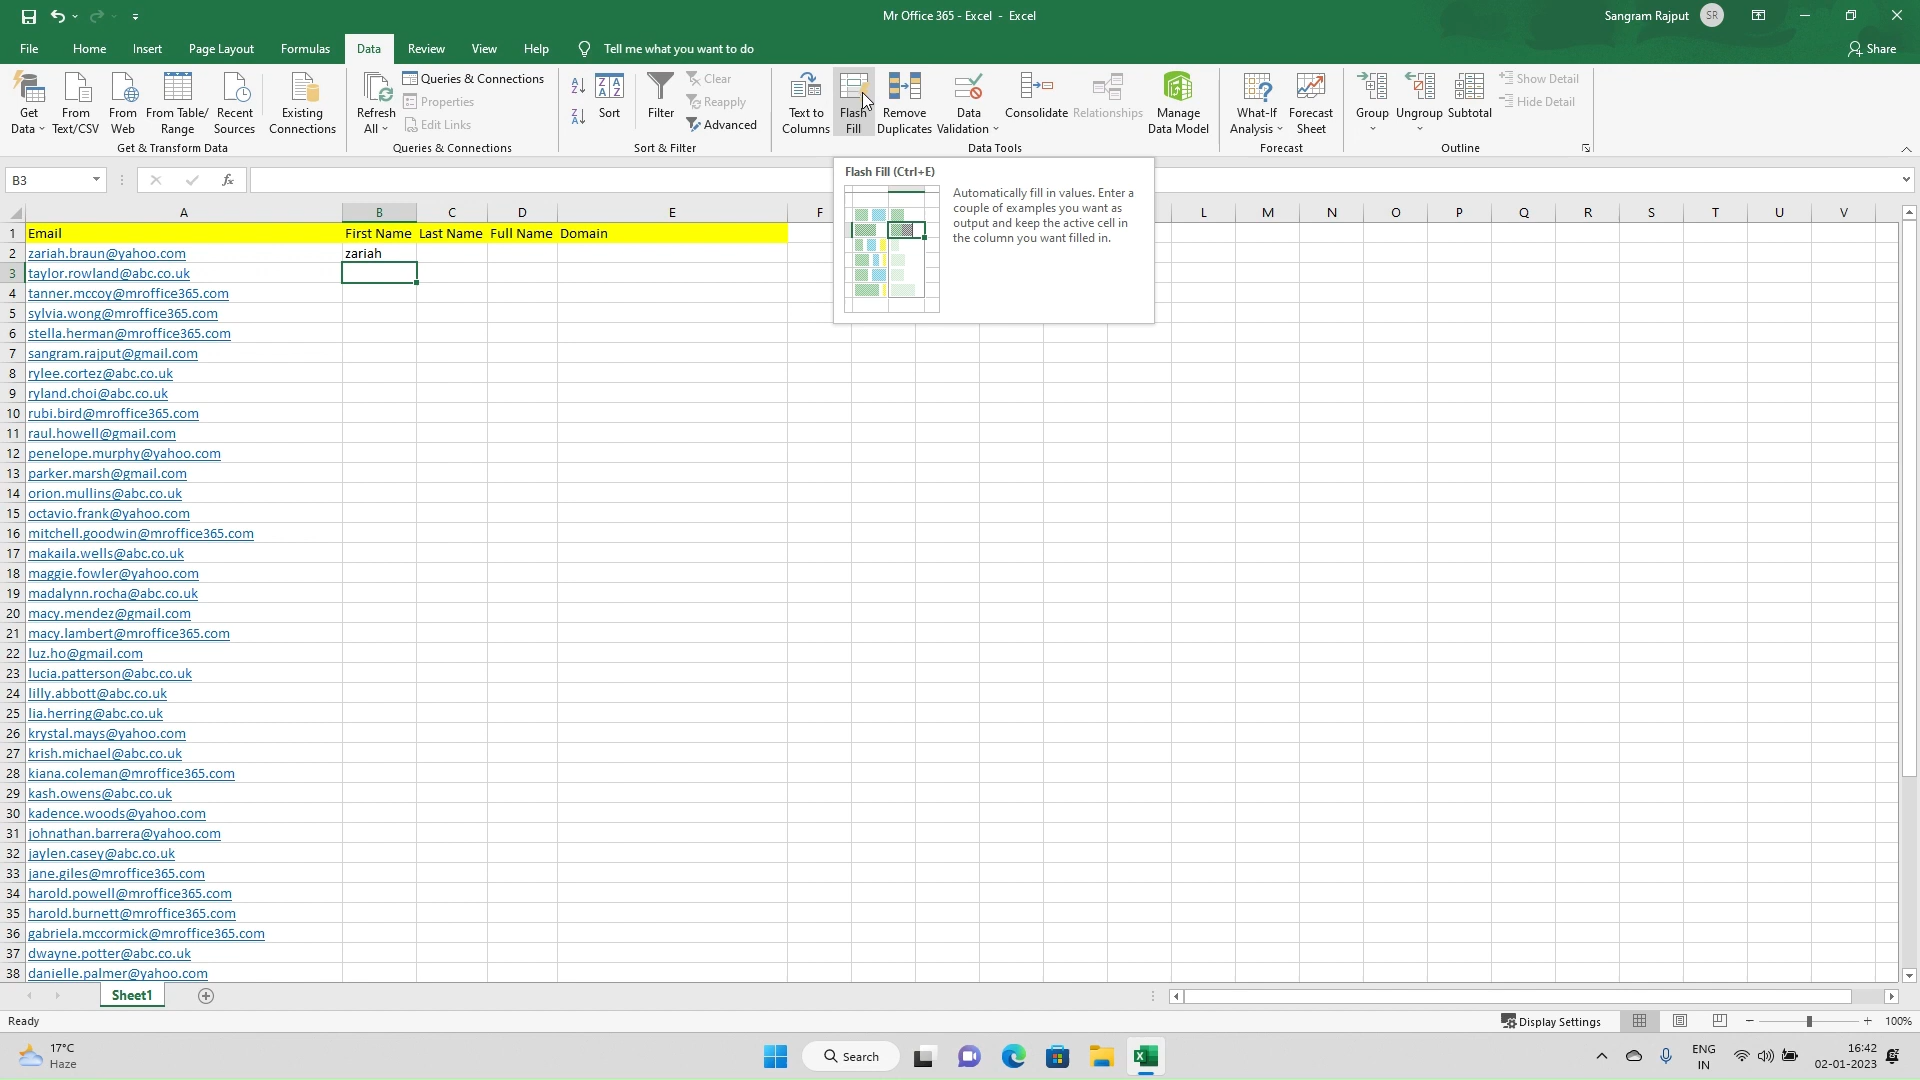 Mr Office 365 - Excel - Excel
Sangram Rajput
SR
File
Home
Insert
Page Layout
Formulas
Data
Review
View
Help
Tell me what you want to do
Share
Get Data
From Text/CSV
From Web
From Table/ Range
Recent Sources
Existing Connections
Get & Transform Data
Refresh All
Queries & Connections
Properties
Edit Links
Queries & Connections
Sort
Filter
Clear
Reapply
Advanced
Sort & Filter
Text to Columns
Flash Fill
Remove Duplicates
Data Validation
Consolidate
Relationships
Manage Data Model
Data Tools
What-If Analysis
Forecast Sheet
Forecast
Group
Ungroup
Subtotal
Show Detail
Hide Detail
Outline
B3
fx
Flash Fill (Ctrl+E)
Automatically fill in values. Enter a
couple of examples you want as
output and keep the active cell in
the column you want filled in.
A B C D E F L M N O P Q R S T U V
1 Email First Name Last Name Full Name Domain
2 zariah.braun@yahoo.com zariah
3 taylor.rowland@abc.co.uk
4 tanner.mccoy@mroffice365.com
5 sylvia.wong@mroffice365.com
6 stella.herman@mroffice365.com
7 sangram.rajput@gmail.com
8 rylee.cortez@abc.co.uk
9 ryland.choi@abc.co.uk
10 rubi.bird@mroffice365.com
11 raul.howell@gmail.com
12 penelope.murphy@yahoo.com
13 parker.marsh@gmail.com
14 orion.mullins@abc.co.uk
15 octavio.frank@yahoo.com
16 mitchell.goodwin@mroffice365.com
17 makaila.wells@abc.co.uk
18 maggie.fowler@yahoo.com
19 madalynn.rocha@abc.co.uk
20 macy.mendez@gmail.com
21 macy.lambert@mroffice365.com
22 luz.ho@gmail.com
23 lucia.patterson@abc.co.uk
24 lilly.abbott@abc.co.uk
25 lia.herring@abc.co.uk
26 krystal.mays@yahoo.com
27 krish.michael@abc.co.uk
28 kiana.coleman@mroffice365.com
29 kash.owens@abc.co.uk
30 kadence.woods@yahoo.com
31 johnathan.barrera@yahoo.com
32 jaylen.casey@abc.co.uk
33 jane.giles@mroffice365.com
34 harold.powell@mroffice365.com
35 harold.burnett@mroffice365.com
36 gabriela.mccormick@mroffice365.com
37 dwayne.potter@abc.co.uk
38 danielle.palmer@yahoo.com
Sheet1
Ready
Display Settings
100%
17°C
Haze
Search
ENG
IN
16:42
02-01-2023